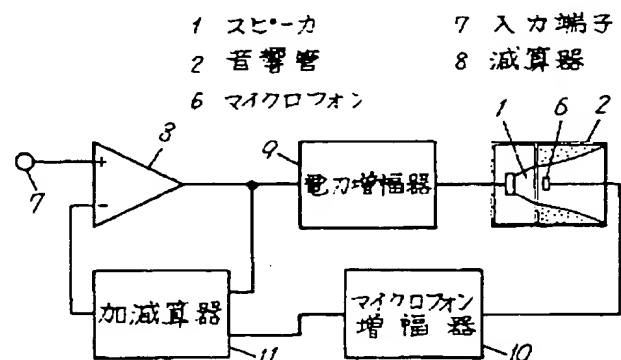 1 スピーカ
2 音響管
6 マイクロフォン
7 入力端子
8 減算器
1 6 2
3
9
+
電力増幅器
7
-
加減算器
マイクロフォン
増幅器
11
10